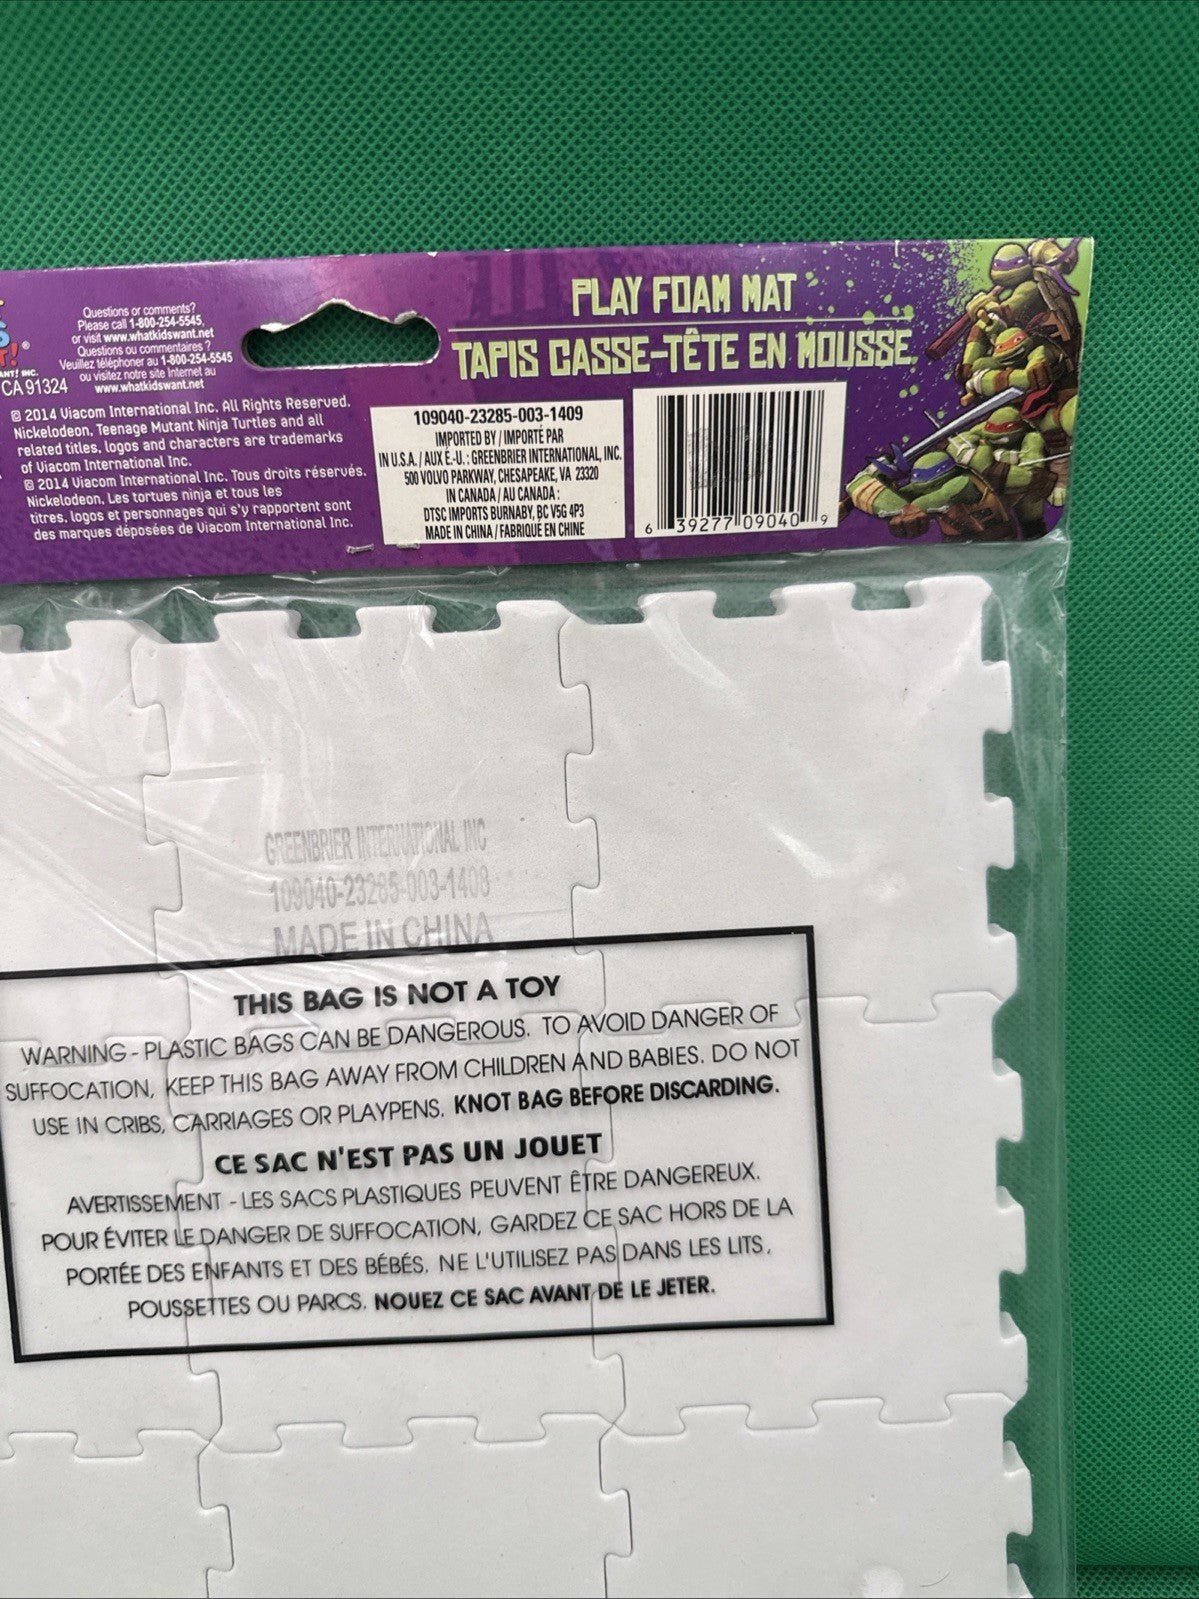 Questions or comments?
Please call 1-800-254-5545,
or visit www.whatkidswant.net
Questions ou commentaires ?
Veuillez téléphoner au 1-800-254-5545
ou visitez notre site Internet au
www.whatkidswant.net
CA 91324
© 2014 Viacom International Inc. All Rights Reserved.
Nickelodeon, Teenage Mutant Ninja Turtles and all
related titles, logos and characters are trademarks
of Viacom International Inc.
© 2014 Viacom International Inc. Tous droits réservés.
Nickelodeon, Les tortues ninja et tous les
titres, logos et personnages qui s'y rapportent sont
des marques déposées de Viacom International Inc.
PLAY FOAM MAT
TAPIS CASSE-TÊTE EN MOUSSE
109040-23285-003-1409
IMPORTED BY / IMPORTÉ PAR
IN U.S.A. / AUX É.-U. : GREENBRIER INTERNATIONAL, INC.
500 VOLVO PARKWAY, CHESAPEAKE, VA 23320
IN CANADA / AU CANADA :
DTSC IMPORTS BURNABY, BC V5G 4P3
MADE IN CHINA / FABRIQUÉ EN CHINE
6 39277 09040 9
GREENBRIER INTERNATIONAL INC
109040-23285-003-1408
MADE IN CHINA
THIS BAG IS NOT A TOY
WARNING - PLASTIC BAGS CAN BE DANGEROUS. TO AVOID DANGER OF
SUFFOCATION, KEEP THIS BAG AWAY FROM CHILDREN AND BABIES. DO NOT
USE IN CRIBS, CARRIAGES OR PLAYPENS. KNOT BAG BEFORE DISCARDING.
CE SAC N'EST PAS UN JOUET
AVERTISSEMENT - LES SACS PLASTIQUES PEUVENT ÊTRE DANGEREUX.
POUR ÉVITER LE DANGER DE SUFFOCATION, GARDEZ CE SAC HORS DE LA
PORTÉE DES ENFANTS ET DES BÉBÉS. NE L'UTILISEZ PAS DANS LES LITS,
POUSSETTES OU PARCS. NOUEZ CE SAC AVANT DE LE JETER.